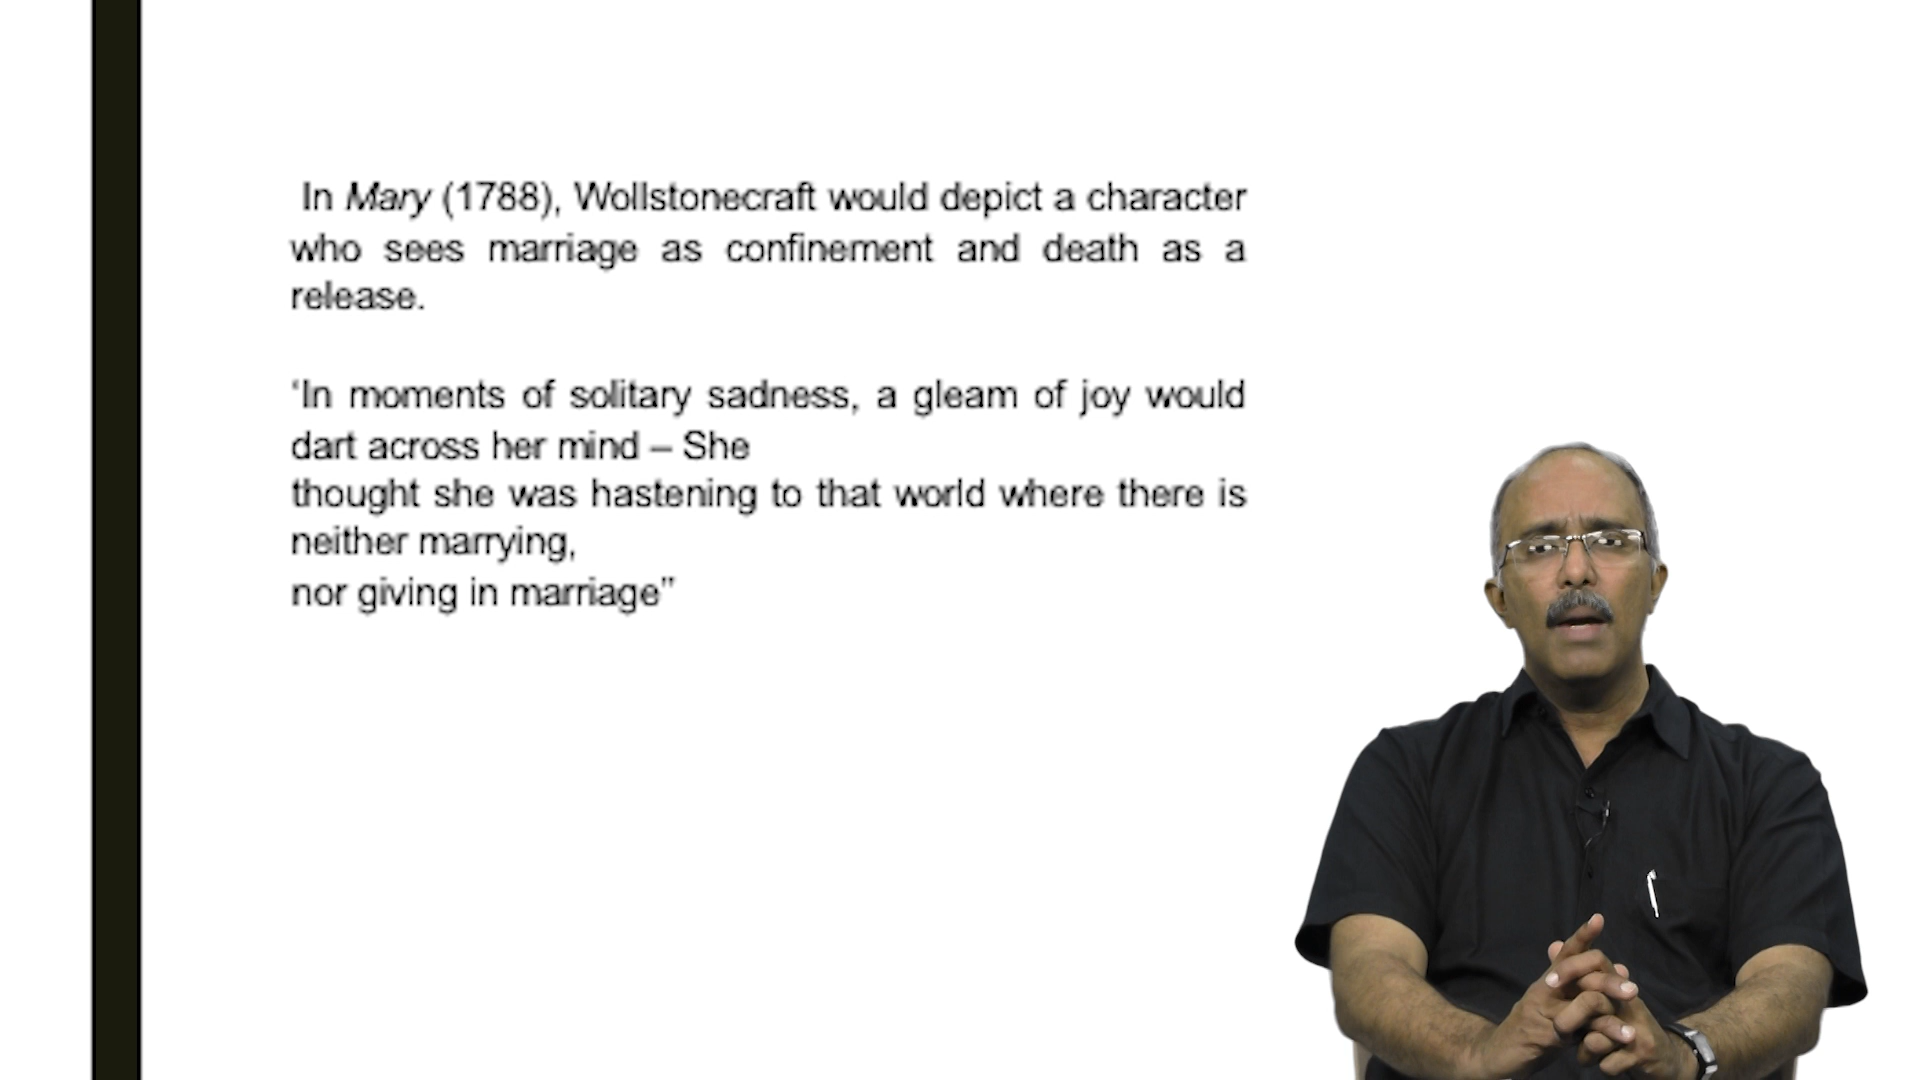 In Mary (1788), Wollstonecraft would depict a character
who sees marriage as confinement and death as a
release.
‘In moments of solitary sadness, a gleam of joy would
dart across her mind – She
thought she was hastening to that world where there is
neither marrying,
nor giving in marriage”